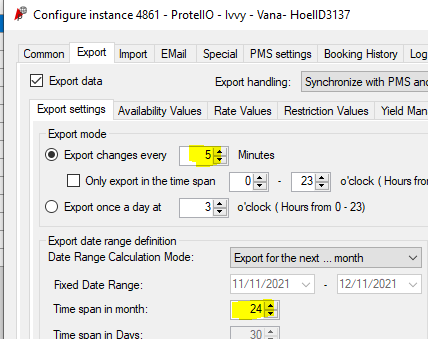 Configure instance 4861 - ProtelIO - Ivvy - Vana- HoelID3137
Common Export Import EMail Special PMS settings Booking History Log
Export data Export handling: Synchronize with PMS and
Export settings Availability Values Rate Values Restriction Values Yield Man
Export mode
Export changes every 5 Minutes
Only export in the time span 0 - 23 o'clock ( Hours from
Export once a day at 3 o'clock ( Hours from 0 - 23)
Export date range definition
Date Range Calculation Mode: Export for the next ... month
Fixed Date Range: 11/11/2021 - 12/11/2021
Time span in month: 24
Time span in Days: 30